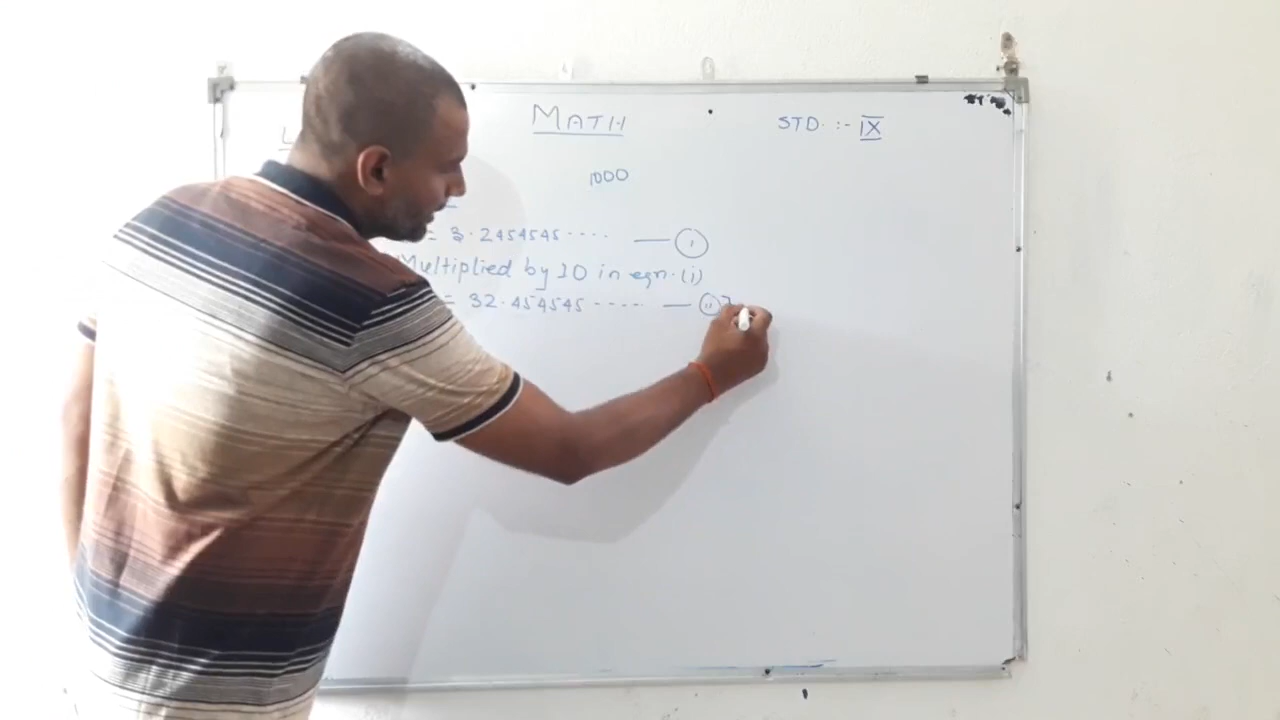 MATH
STD. :- IX
1000
= 3.2454545.... — (i)
Multiplied by 10 in eqn.(i)
= 32.454545..... — (ii)